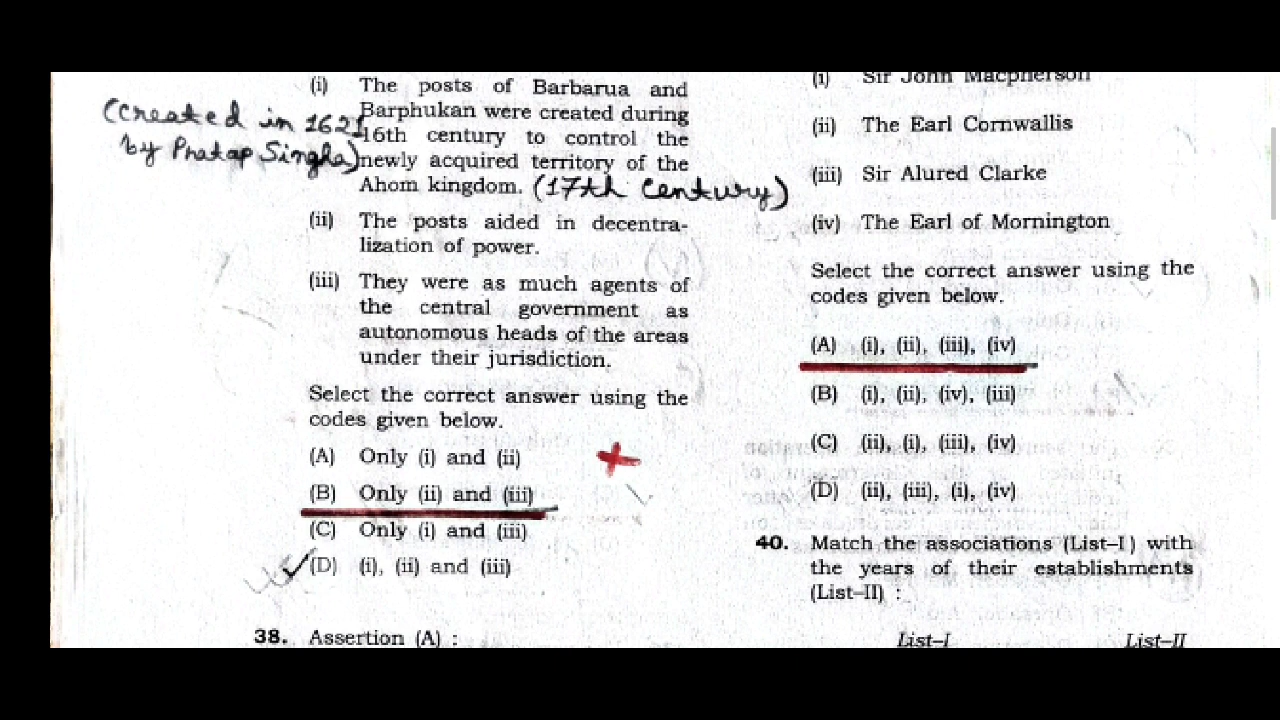 (i) The posts of Barbarua and
Barphukan were created during
16th century to control the
newly acquired territory of the
Ahom kingdom. (17th Century)
(Created in 1621
by Pratap Singha)
(ii) The posts aided in decentra-
lization of power.
(iii) They were as much agents of
the central government as
autonomous heads of the areas
under their jurisdiction.
Select the correct answer using the
codes given below.
(A) Only (i) and (ii)
(B) Only (ii) and (iii)
(C) Only (i) and (iii)
(D) (i), (ii) and (iii)
38. Assertion (A) :
(i) Sir John Macpherson
(ii) The Earl Cornwallis
(iii) Sir Alured Clarke
(iv) The Earl of Mornington
Select the correct answer using the
codes given below.
(A) (i), (ii), (iii), (iv)
(B) (i), (ii), (iv), (iii)
(C) (ii), (i), (iii), (iv)
(D) (ii), (iii), (i), (iv)
40. Match the associations (List–I) with
the years of their establishments
(List–II) :
List–I List–II